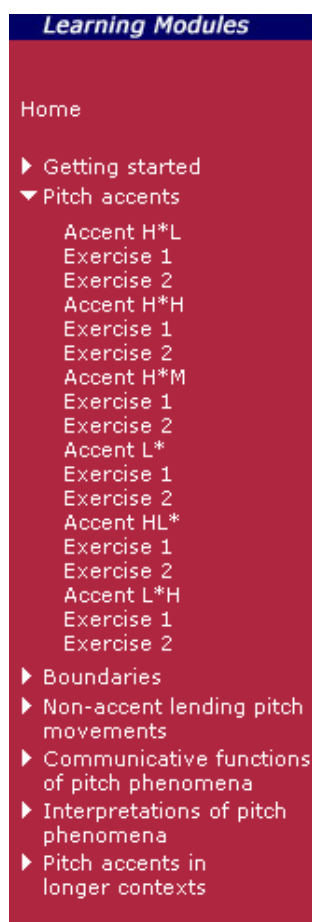 Learning Modules
Home
Getting started
Pitch accents
Accent H*L
Exercise 1
Exercise 2
Accent H*H
Exercise 1
Exercise 2
Accent H*M
Exercise 1
Exercise 2
Accent L*
Exercise 1
Exercise 2
Accent HL*
Exercise 1
Exercise 2
Accent L*H
Exercise 1
Exercise 2
Boundaries
Non-accent lending pitch
movements
Communicative functions
of pitch phenomena
Interpretations of pitch
phenomena
Pitch accents in
longer contexts